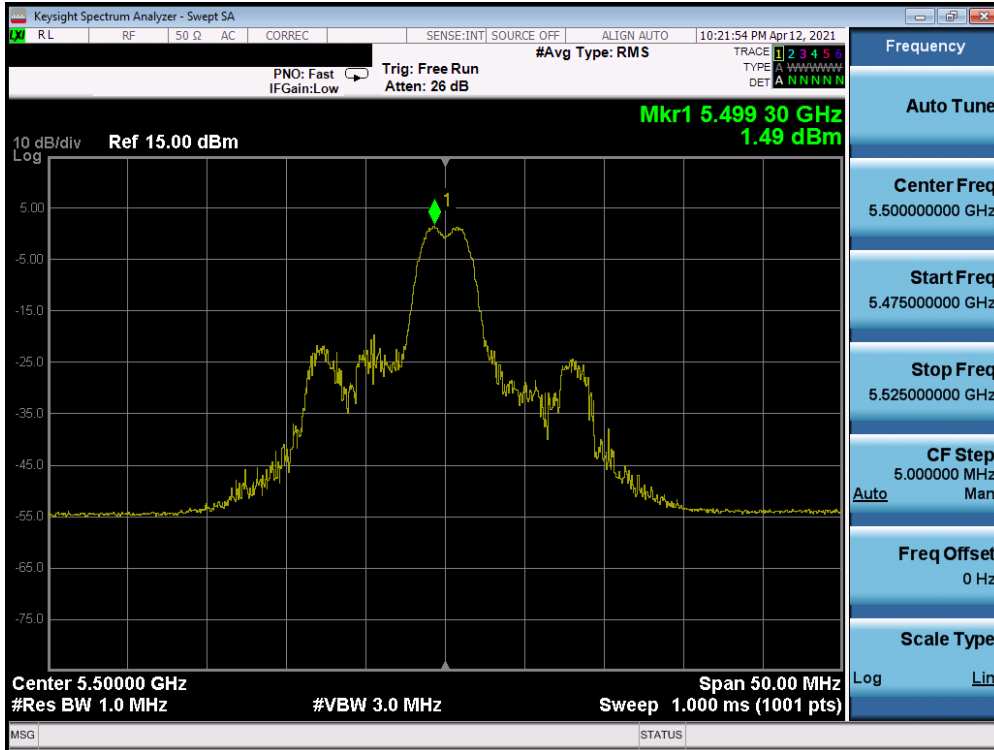 Keysight Spectrum Analyzer - Swept SA
LXI RL RF 50 Ω AC CORREC SENSE:INT SOURCE OFF ALIGN AUTO 10:21:54 PM Apr 12, 2021
#Avg Type: RMS
TRACE 1 2 3 4 5 6
PNO: Fast Trig: Free Run
TYPE A WWWWW
IFGain:Low Atten: 26 dB
DET A N N N N N
Mkr1 5.499 30 GHz
1.49 dBm
10 dB/div Ref 15.00 dBm
Log
1
5.00
-5.00
-15.0
-25.0
-35.0
-45.0
-55.0
-65.0
-75.0
Center 5.50000 GHz
Span 50.00 MHz
#Res BW 1.0 MHz
#VBW 3.0 MHz
Sweep 1.000 ms (1001 pts)
MSG
STATUS
Frequency
Auto Tune
Center Freq
5.500000000 GHz
Start Freq
5.475000000 GHz
Stop Freq
5.525000000 GHz
CF Step
5.000000 MHz
Auto Man
Freq Offset
0 Hz
Scale Type
Log Lin